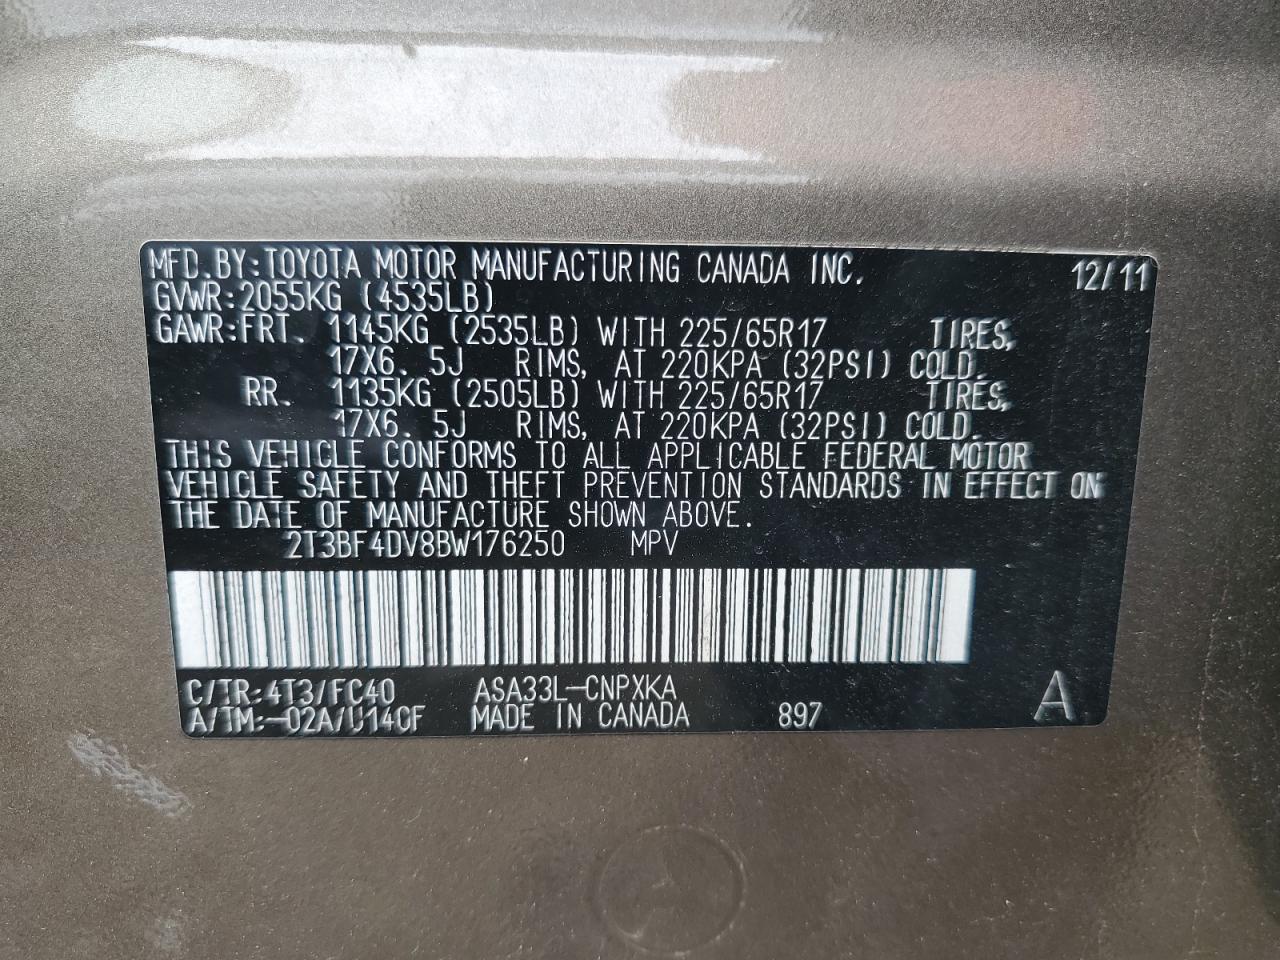 MFD.BY:TOYOTA MOTOR MANUFACTURING CANADA INC. 12/11
GVWR:2055KG (4535LB)
GAWR:FRT. 1145KG (2535LB) WITH 225/65R17 TIRES,
17X6.5J RIMS, AT 220KPA (32PSI) COLD.
RR. 1135KG (2505LB) WITH 225/65R17 TIRES,
17X6.5J RIMS, AT 220KPA (32PSI) COLD.
THIS VEHICLE CONFORMS TO ALL APPLICABLE FEDERAL MOTOR
VEHICLE SAFETY AND THEFT PREVENTION STANDARDS IN EFFECT ON
THE DATE OF MANUFACTURE SHOWN ABOVE.
2T3BF4DV8BW176250 MPV
C/TR:4T3/FC40 ASA33L-CNPXKA A
A/TM:-02A/U140F MADE IN CANADA 897